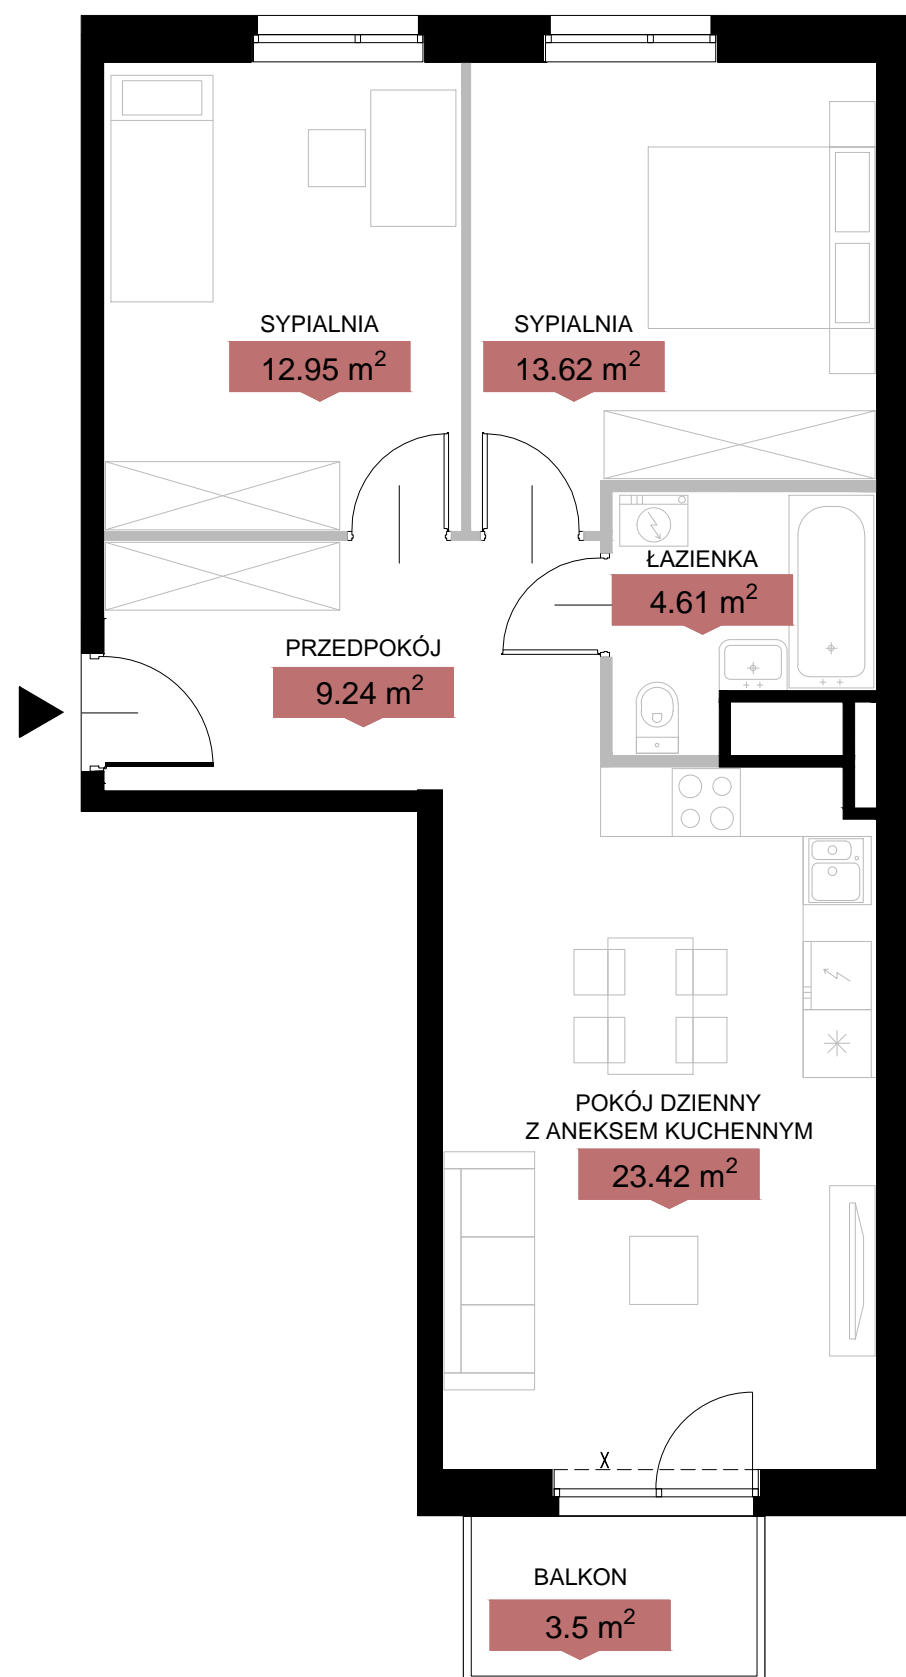 SYPIALNIA
12.95 m²
SYPIALNIA
13.62 m²
ŁAZIENKA
4.61 m²
PRZEDPOKÓJ
9.24 m²
POKÓJ DZIENNY
Z ANEKSEM KUCHENNYM
23.42 m²
X
BALKON
3.5 m²